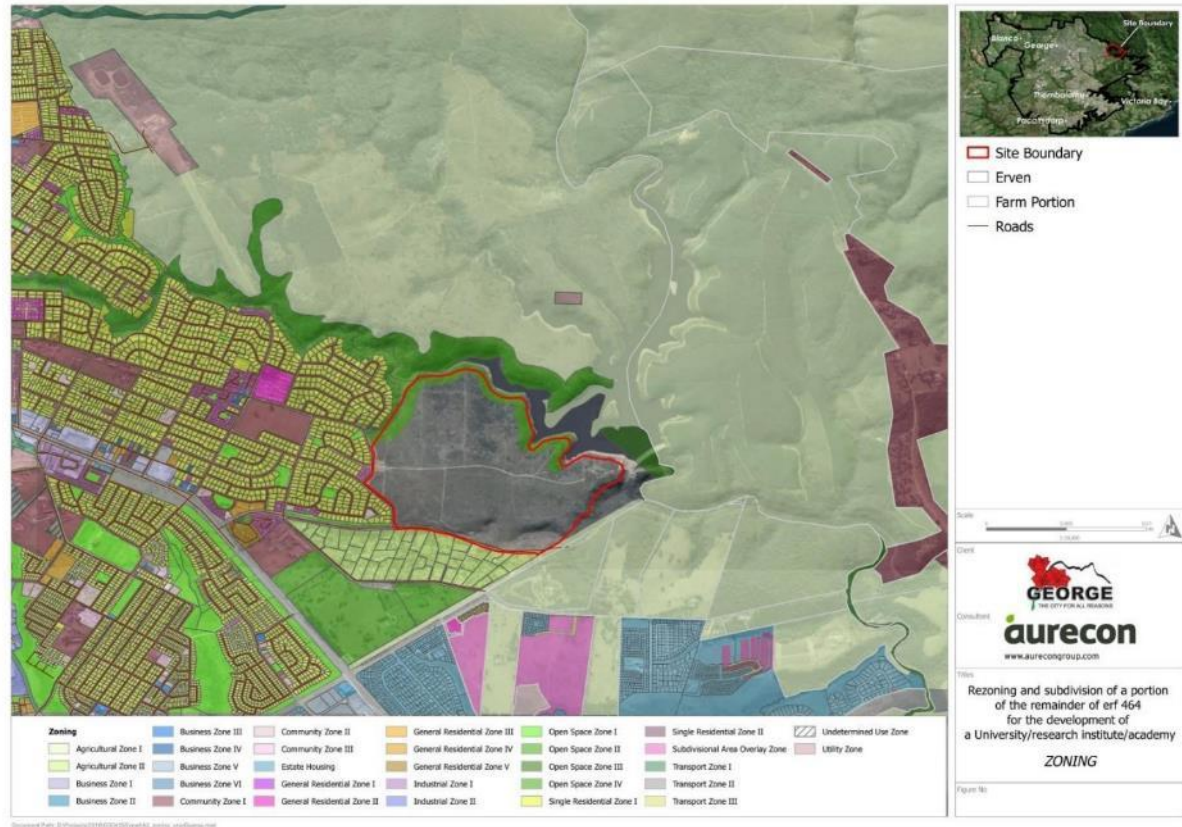 Blanco
George
Site Boundary
Thembalethu
Victoria Bay
Pacaltsdorp
Site Boundary
Erven
Farm Portion
Roads
Scale
Client
GEORGE
THE CITY FOR ALL REASONS
Consultant
aurecon
www.aurecongroup.com
Titles
Rezoning and subdivision of a portion
of the remainder of erf 464
for the development of
a University/research institute/academy
ZONING
Figure No
Zoning
Agricultural Zone I
Agricultural Zone II
Business Zone I
Business Zone II
Business Zone III
Business Zone IV
Business Zone V
Business Zone VI
Community Zone I
Community Zone II
Community Zone III
Estate Housing
General Residential Zone I
General Residential Zone II
General Residential Zone III
General Residential Zone IV
General Residential Zone V
Industrial Zone I
Industrial Zone II
Open Space Zone I
Open Space Zone II
Open Space Zone III
Open Space Zone IV
Single Residential Zone I
Single Residential Zone II
Subdivisional Area Overlay Zone
Transport Zone I
Transport Zone II
Transport Zone III
Undetermined Use Zone
Utility Zone